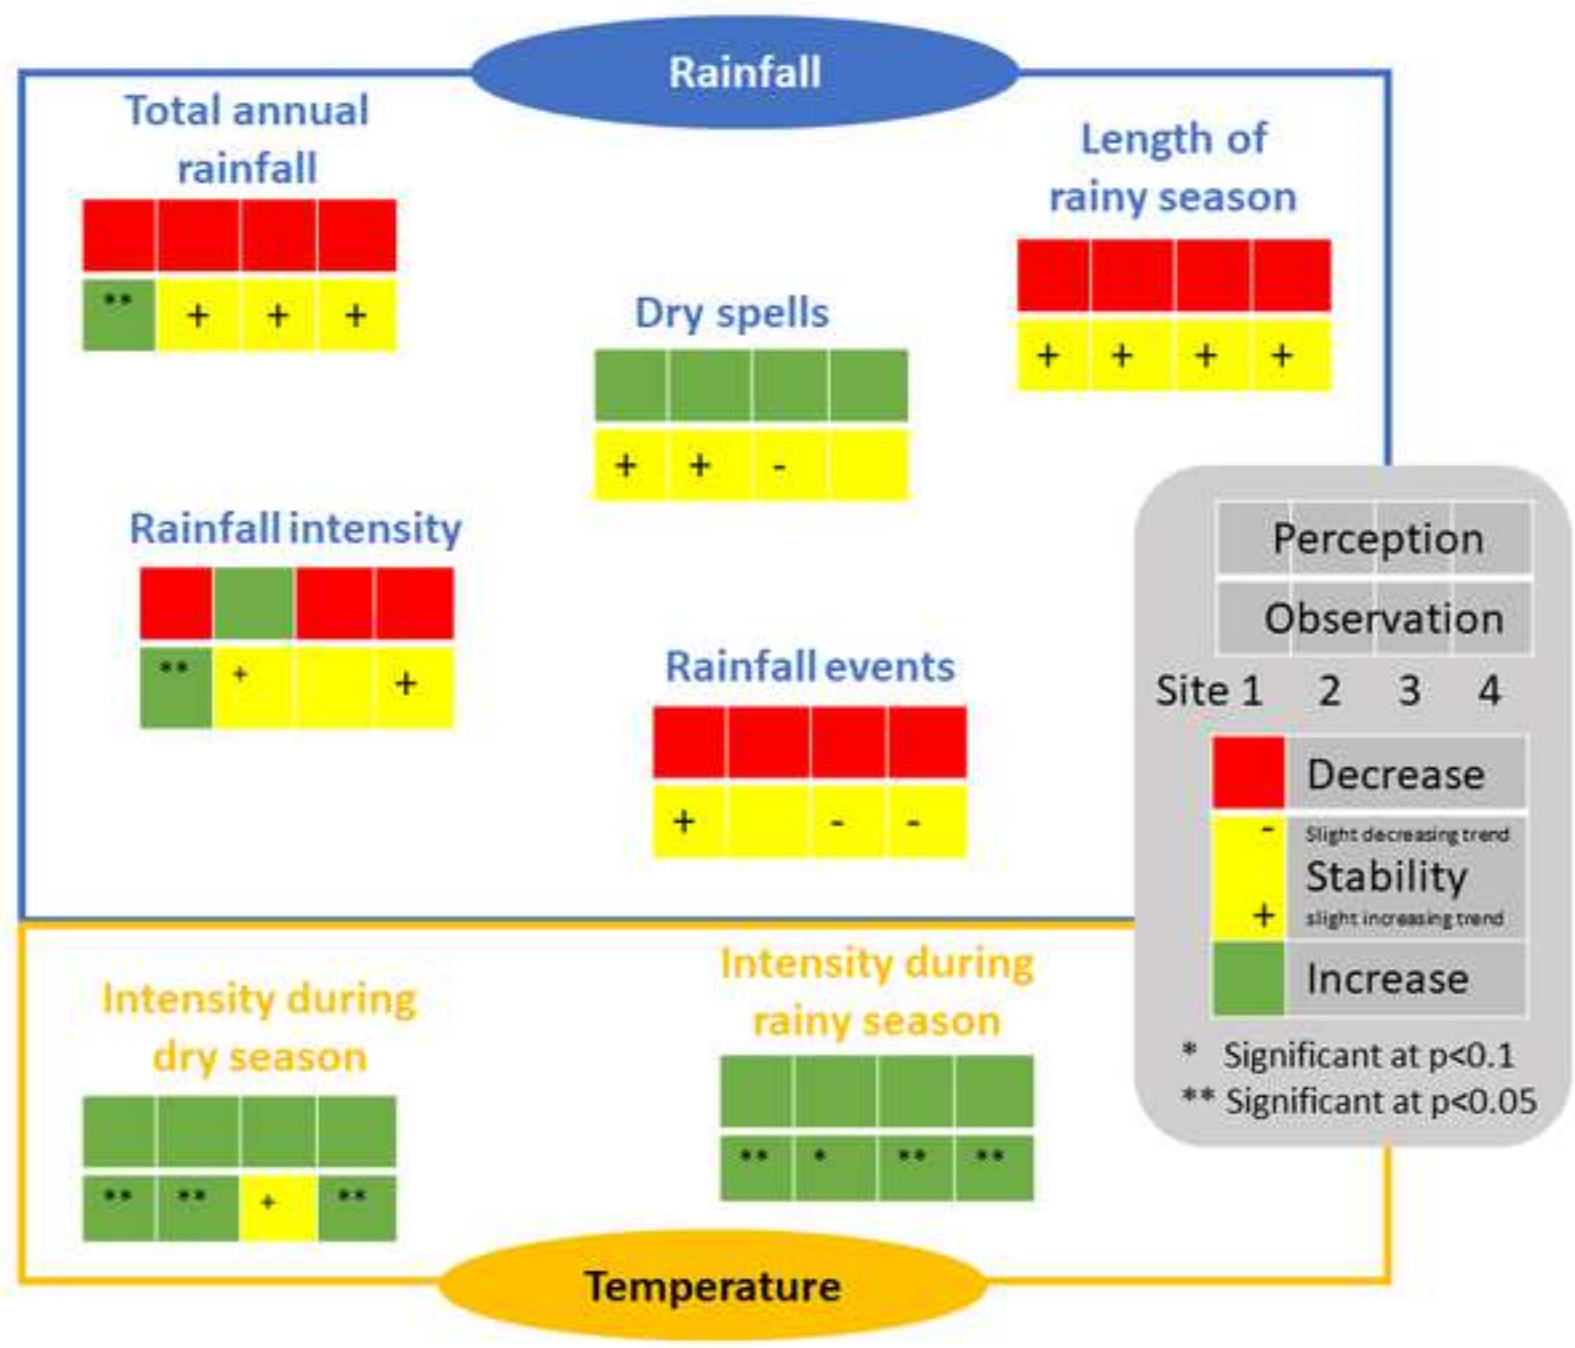 Rainfall
Total annual
rainfall
** + + +
Length of
rainy season
+ + + +
Dry spells
+ + -
Rainfall intensity
** + +
Rainfall events
+ - -
Perception
Observation
Site 1 2 3 4
Decrease
- Slight decreasing trend
Stability
+ slight increasing trend
Increase
* Significant at p<0.1
** Significant at p<0.05
Intensity during
dry season
** ** + **
Intensity during
rainy season
** * ** **
Temperature